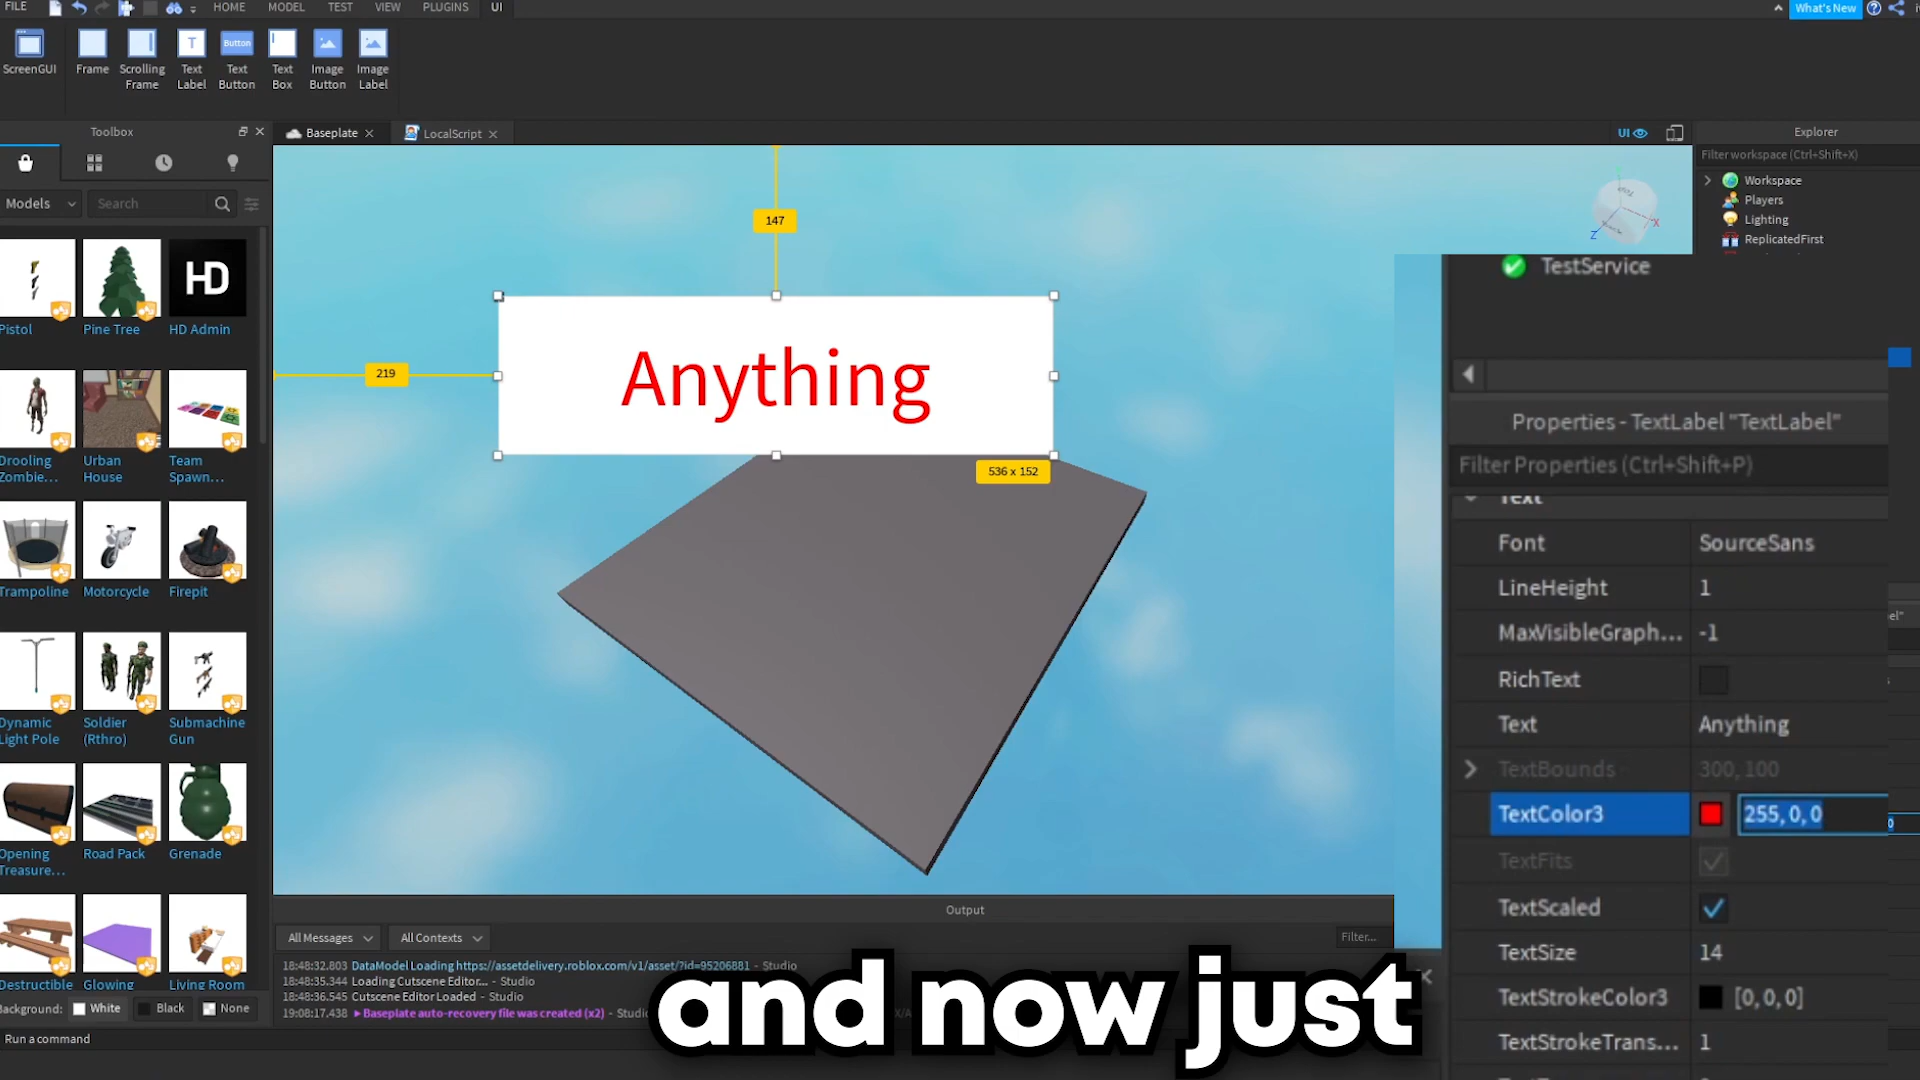 FILE
HOME
MODEL
TEST
VIEW
PLUGINS
UI
What's New
ScreenGUI
Frame
Scrolling
Frame
T
Text
Label
Button
Text
Button
Text
Box
Image
Button
Image
Label
Toolbox
Baseplate
LocalScript
UI
Explorer
Filter workspace (Ctrl+Shift+X)
Models
Search
Workspace
Players
Lighting
ReplicatedFirst
HD
Pistol
Pine Tree
HD Admin
Drooling
Zombie...
Urban
House
Team
Spawn...
Trampoline
Motorcycle
Firepit
Dynamic
Light Pole
Soldier
(Rthro)
Submachine
Gun
Opening
Treasure...
Road Pack
Grenade
Destructible
Glowing
Living Room
Background:
White
Black
None
Run a command
147
219
Anything
536 x 152
X
Z
TestService
Properties - TextLabel "TextLabel"
Filter Properties (Ctrl+Shift+P)
Text
Font SourceSans
LineHeight 1
MaxVisibleGraph... -1
RichText
Text Anything
TextBounds 300, 100
TextColor3 255, 0, 0
TextFits
TextScaled
TextSize 14
TextStrokeColor3 [0, 0, 0]
TextStrokeTrans... 1
Output
All Messages
All Contexts
Filter...
18:48:32.803 DataModel Loading https://assetdelivery.roblox.com/v1/asset/?id=95206881 - Studio
18:48:35.344 Loading Cutscene Editor... - Studio
18:48:36.545 Cutscene Editor Loaded - Studio
19:08:17.438 Baseplate auto-recovery file was created (x2) - Studio
and now just